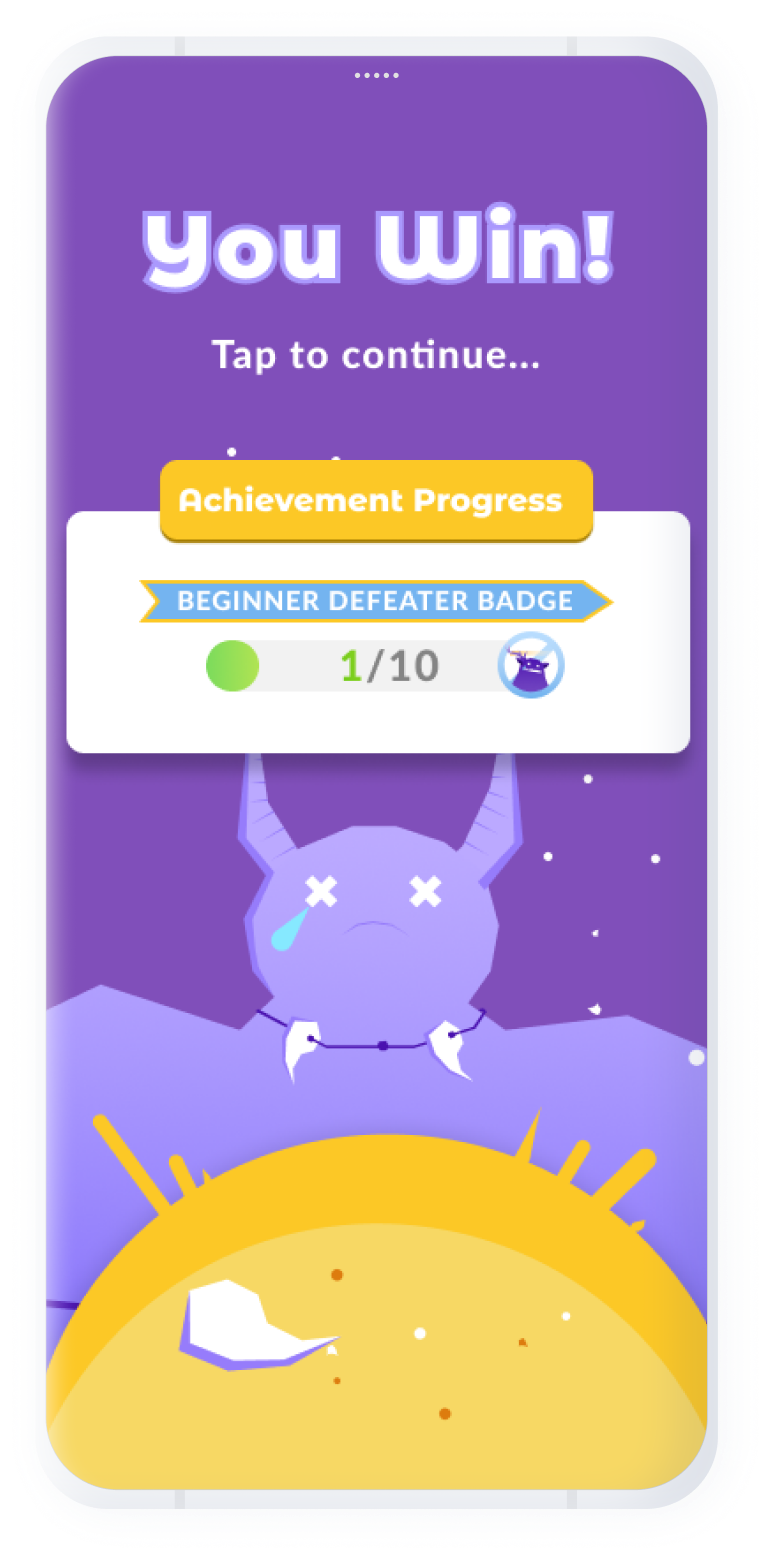 You Win!
Tap to continue...
Achievement Progress
BEGINNER DEFEATER BADGE
1/10